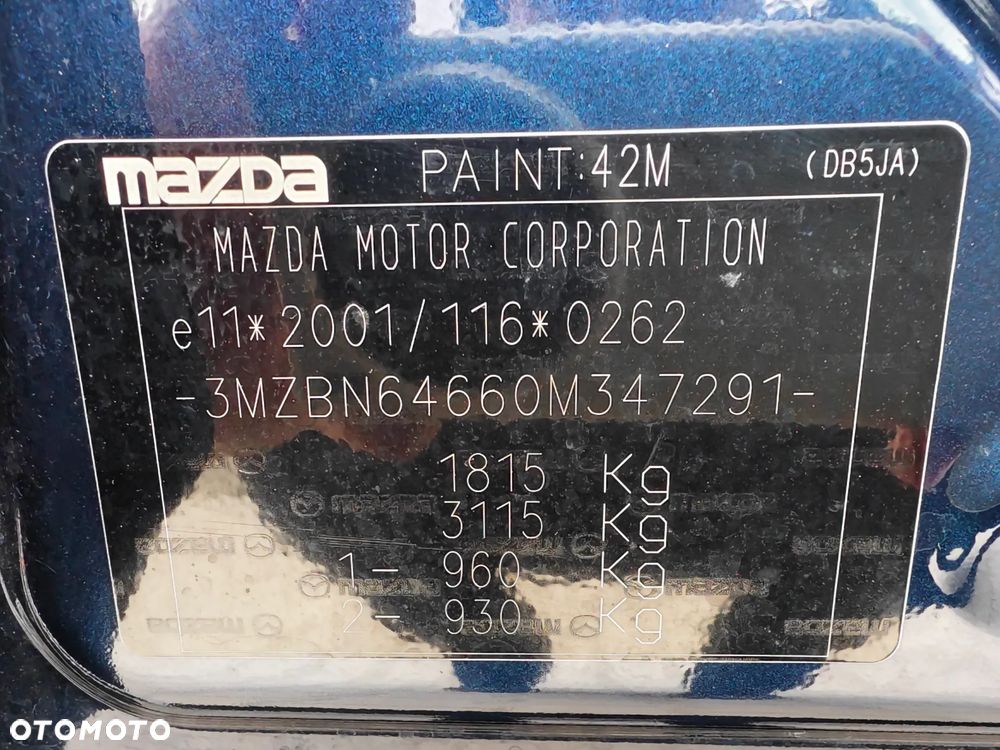 mazda PAINT:42M (DB5JA)
MAZDA MOTOR CORPORATION
e11*2001/116*0262
-3MZBN64660M347291-
1815 Kg
3115 Kg
1- 960 Kg
2- 930 Kg
OTOMOTO